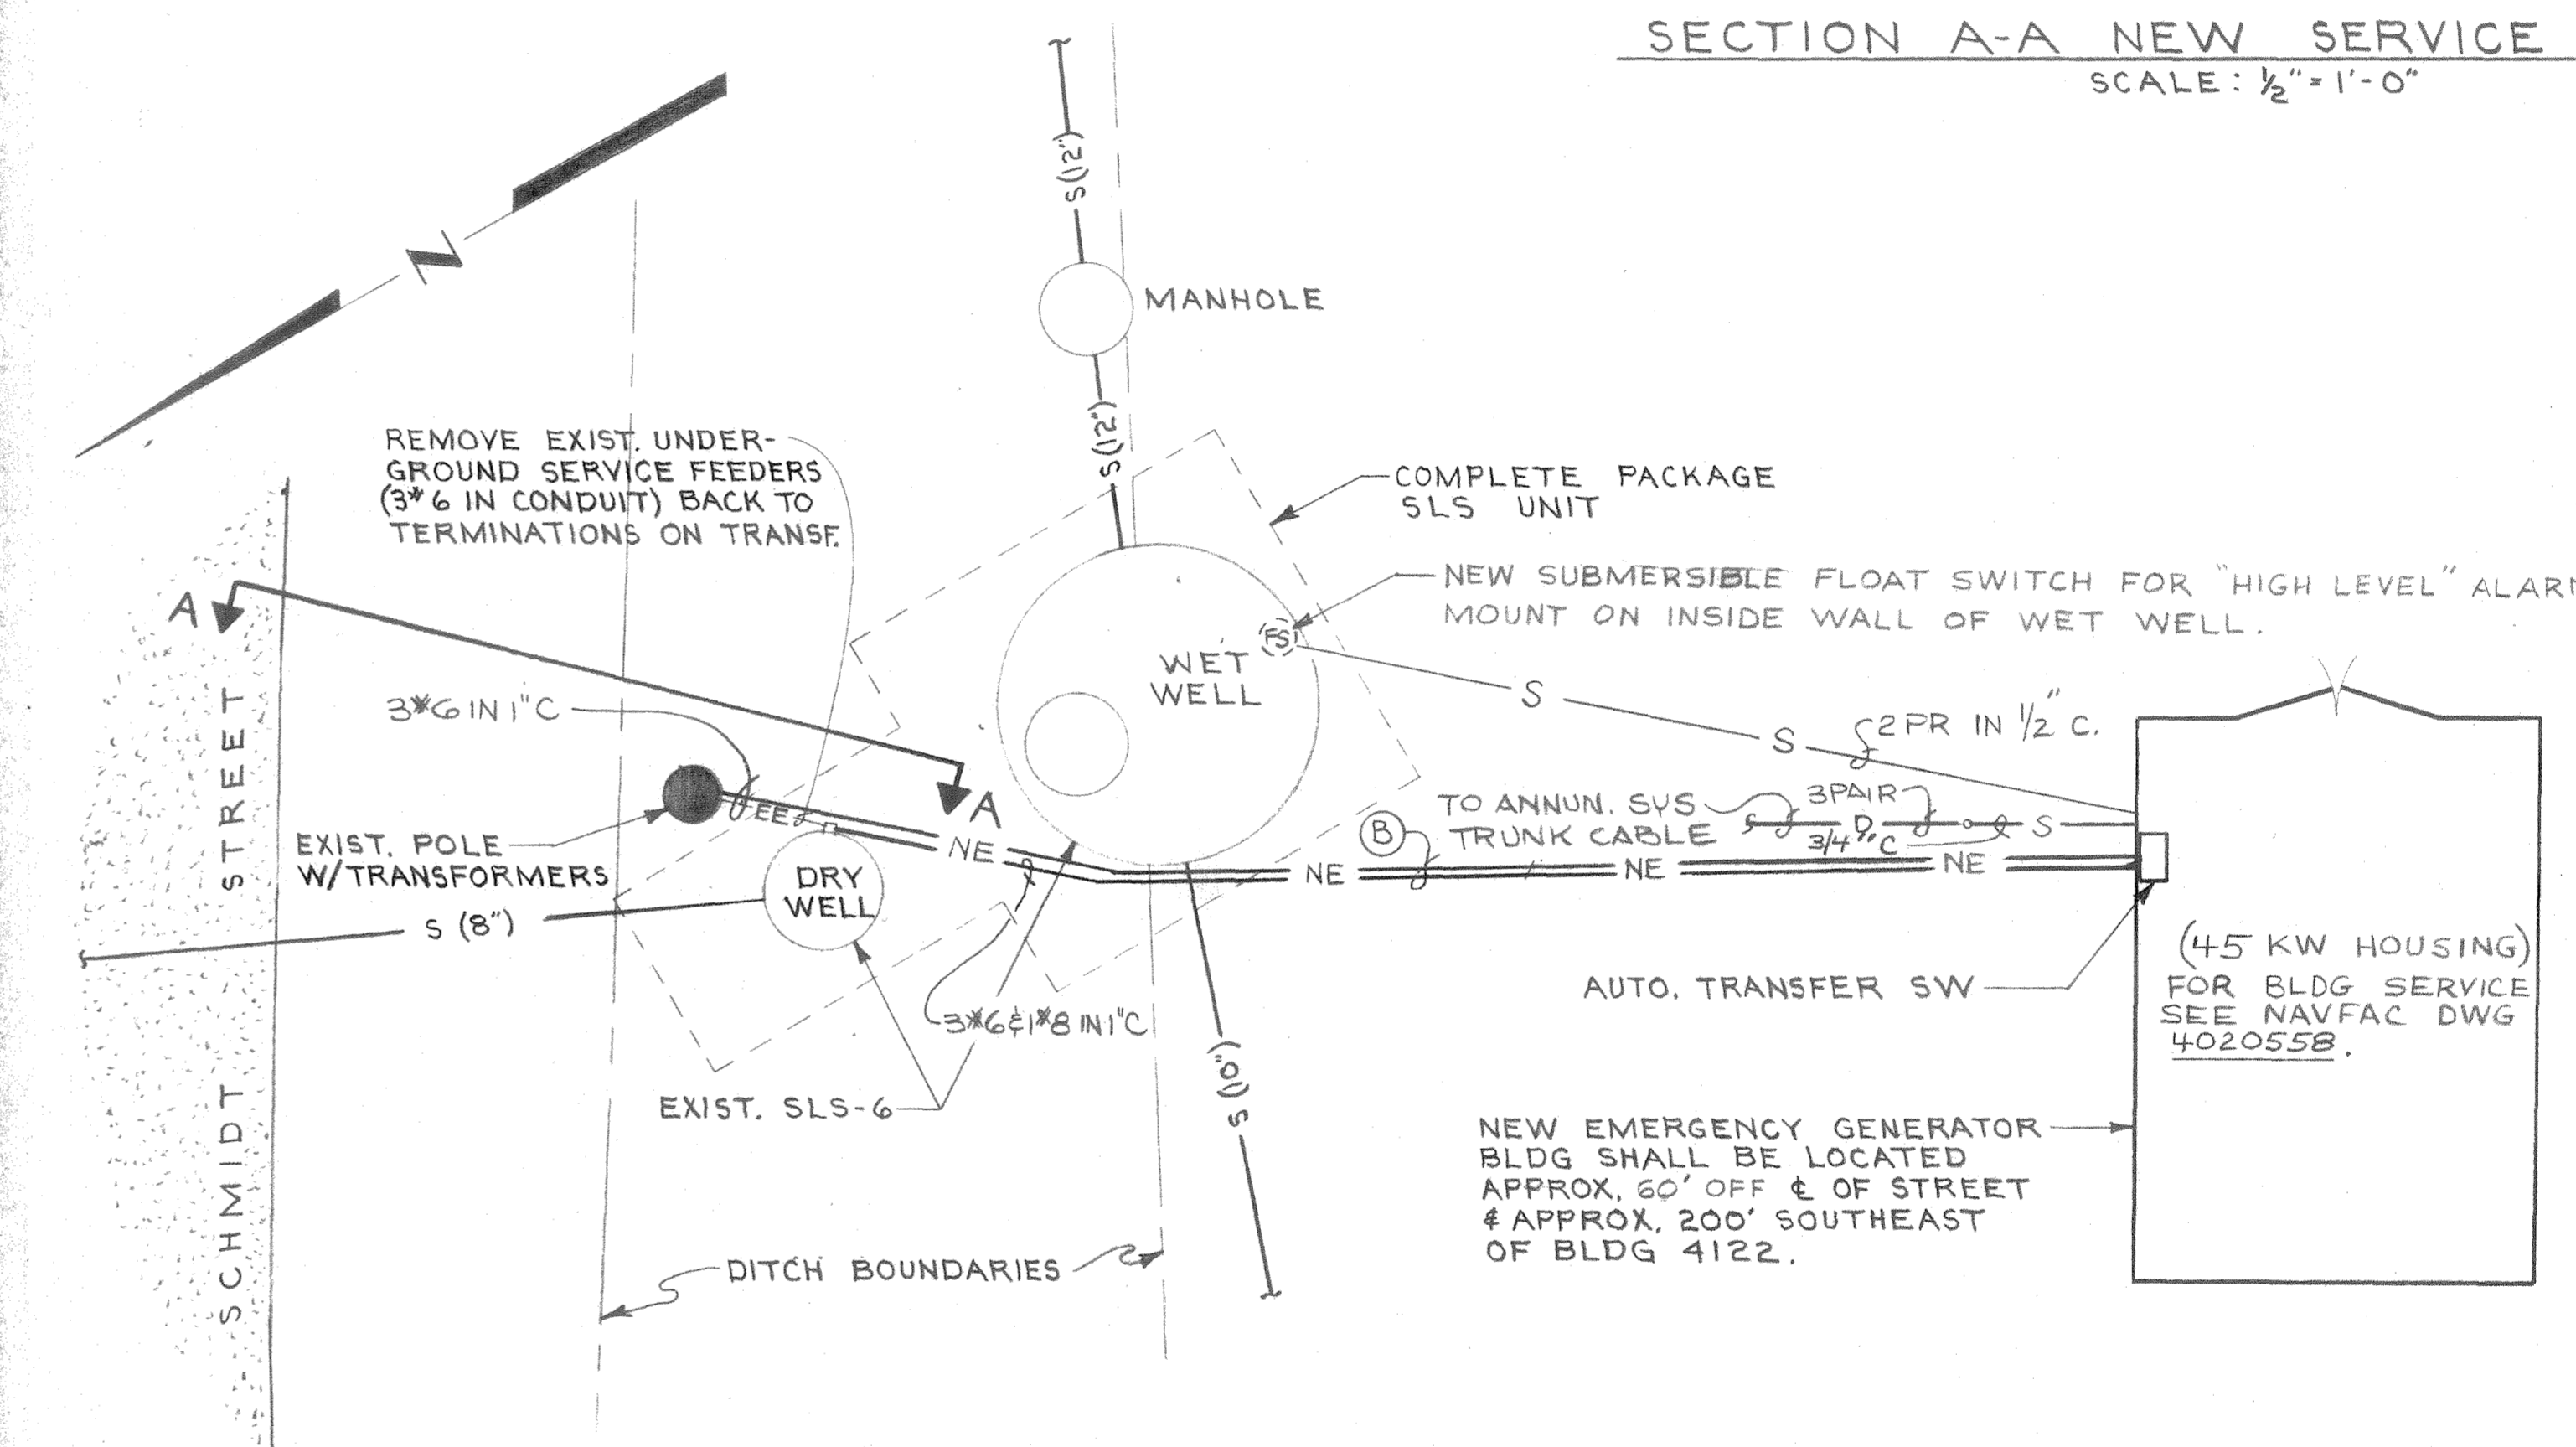 SECTION A-A NEW SERVICE
SCALE: ½" = 1'-0"
N
S(12")
MANHOLE
S(12")
REMOVE EXIST. UNDER-
GROUND SERVICE FEEDERS
(3#6 IN CONDUIT) BACK TO
TERMINATIONS ON TRANSF.
COMPLETE PACKAGE
SLS UNIT
NEW SUBMERSIBLE FLOAT SWITCH FOR "HIGH LEVEL" ALARM
MOUNT ON INSIDE WALL OF WET WELL.
A
FS
WET
WELL
3#6 IN 1"C
S
S
2 PR IN ½" C.
A
EE
NE
TO ANNUN. SYS
TRUNK CABLE
B
3PAIR
D
3/4" C
S
NE
NE
NE
EXIST. POLE
W/TRANSFORMERS
DRY
WELL
S (8")
SCHMIDT STREET
AUTO. TRANSFER SW
(45 KW HOUSING)
FOR BLDG SERVICE
SEE NAVFAC DWG
4020558.
3#6 & 1#8 IN 1"C
EXIST. SLS-6
S (10")
NEW EMERGENCY GENERATOR
BLDG SHALL BE LOCATED
APPROX. 60' OFF ℄ OF STREET
& APPROX. 200' SOUTHEAST
OF BLDG 4122.
DITCH BOUNDARIES